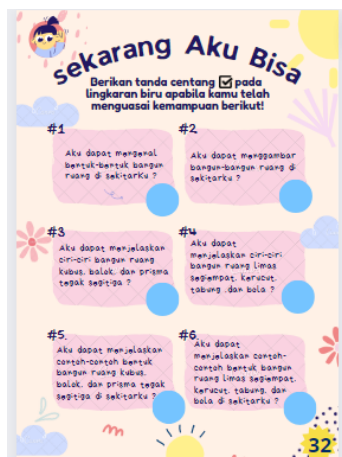 sekarang Aku Bisa
Berikan tanda centang pada
lingkaran biru apabila kamu telah
menguasai kemampuan berikut!
#1
Aku dapat mengenal
bentuk-bentuk bangun
ruang di sekitarku ?
#2
Aku dapat menggambar
bangun-bangun ruang di
sekitarku ?
#3
Aku dapat menjelaskan
ciri-ciri bangun ruang
kubus, balok, dan prisma
tegak segitiga ?
#4
Aku dapat
menjelaskan ciri-ciri
bangun ruang limas
segiempat, kerucut,
tabung ,dan bola ?
#5.
Aku dapat menjelaskan
contoh-contoh bentuk
bangun ruang kubus,
balok, dan prisma tegak
segitiga di sekitarku ?
#6.
Aku dapat
menjelaskan contoh-
contoh bentuk bangun
ruang limas segiempat,
kerucut, tabung, dan
bola di sekitarku ?
32